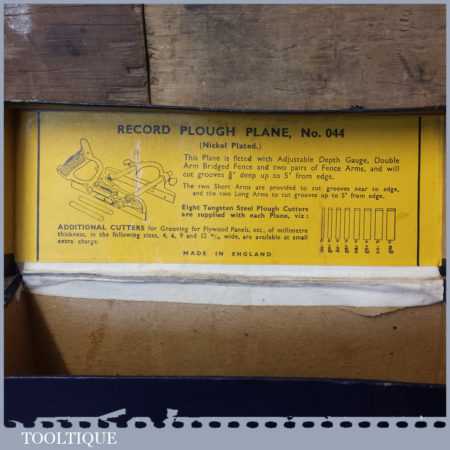 RECORD PLOUGH PLANE, No. 044
(Nickel Plated.)
This Plane is fitted with Adjustable Depth Gauge, Double
Arm Bridged Fence and two pairs of Fence Arms, and will
cut grooves ⅝" deep up to 5" from edge.
The two Short Arms are provided to cut grooves near to edge,
and the two Long Arms to cut grooves up to 5" from edge.
Eight Tungsten Steel Plough Cutters
are supplied with each Plane, viz :
ADDITIONAL CUTTERS for Grooving for Plywood Panels, etc., of millimetre
thickness, in the following sizes, 4, 6, 9 and 12 m/m wide, are available at small
extra charge.
MADE IN ENGLAND
TOOLTIQUE